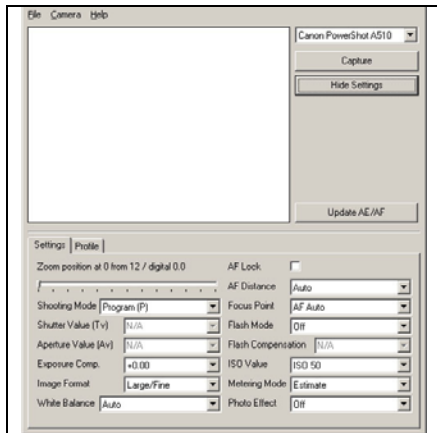 File Camera Help
Canon PowerShot A510
Capture
Hide Settings
Update AE/AF
Settings Profile
Zoom position at 0 from 12 / digital 0.0
AF Lock
AF Distance Auto
Shooting Mode Program (P)
Focus Point AF Auto
Shutter Value (Tv) N/A
Flash Mode Off
Aperture Value (Av) N/A
Flash Compensation N/A
Exposure Comp. +0.00
ISO Value ISO 50
Image Format Large/Fine
Metering Mode Estimate
White Balance Auto
Photo Effect Off